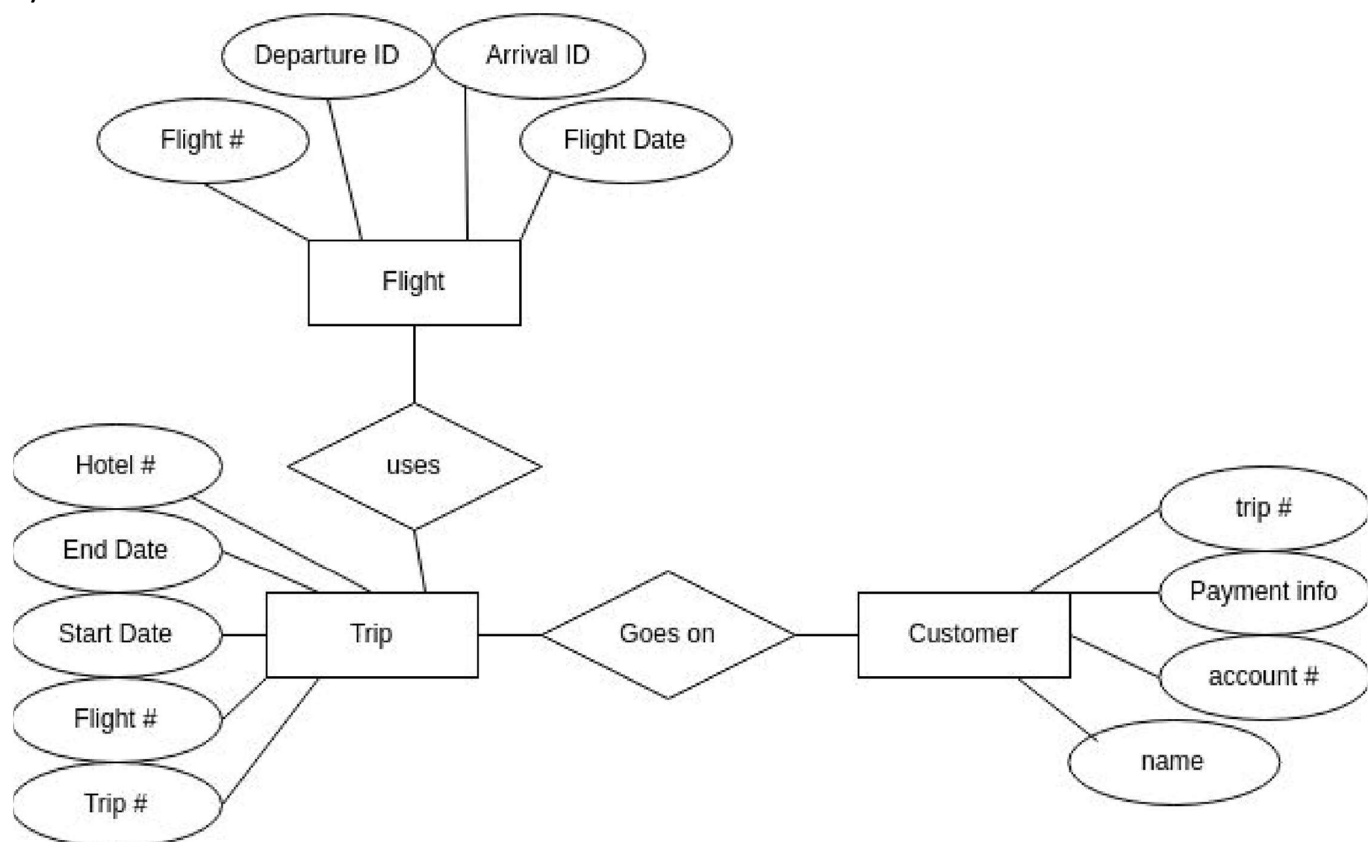 Departure ID
Arrival ID
Flight #
Flight Date
Flight
uses
Hotel #
End Date
Start Date
Flight #
Trip #
Trip
Goes on
Customer
trip #
Payment info
account #
name